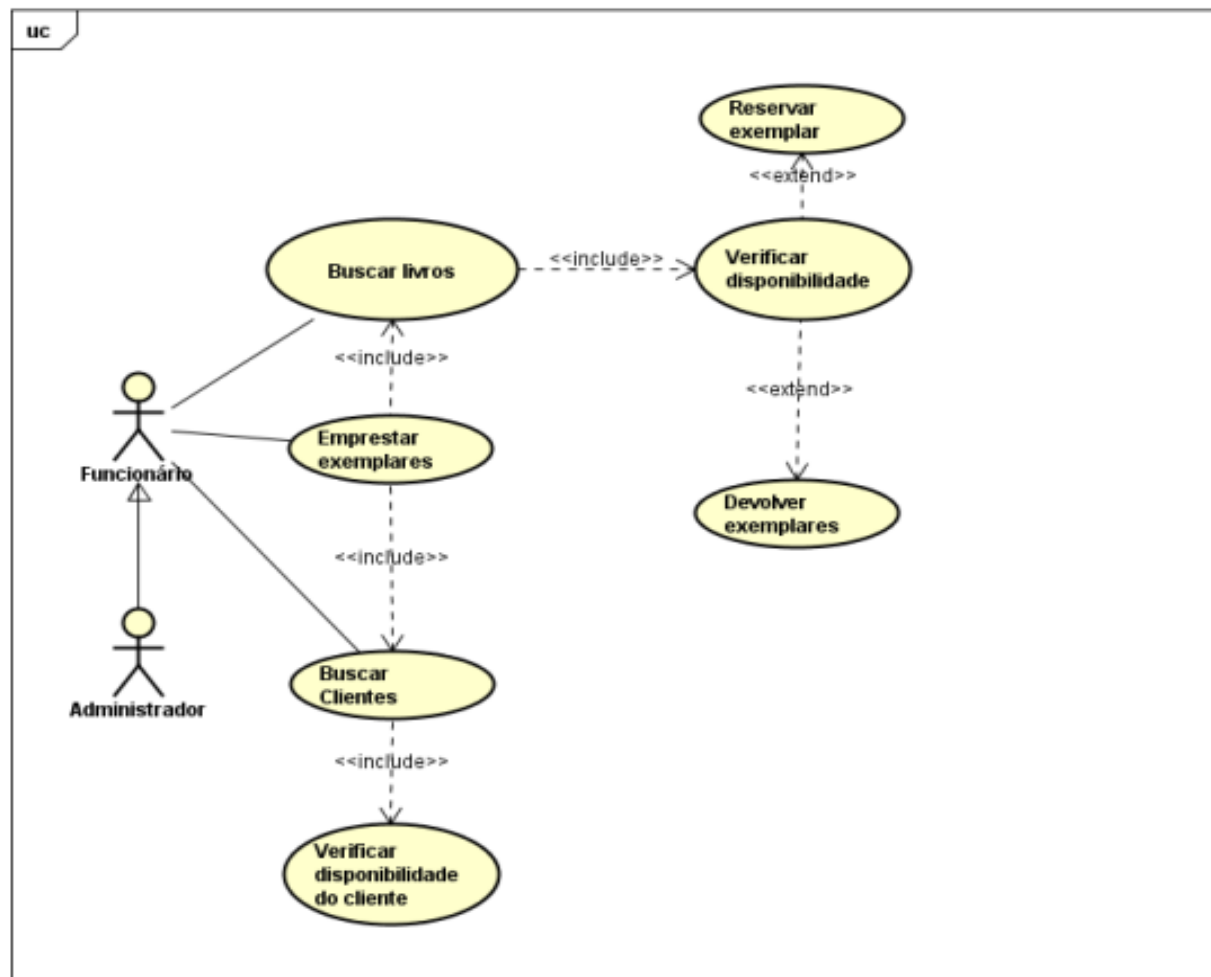 uc
Reservar
exemplar
<<extend>>
Buscar livros
<<include>>
Verificar
disponibilidade
<<include>>
<<extend>>
Emprestar
exemplares
Funcionário
Devolver
exemplares
<<include>>
Buscar
Clientes
Administrador
<<include>>
Verificar
disponibilidade
do cliente